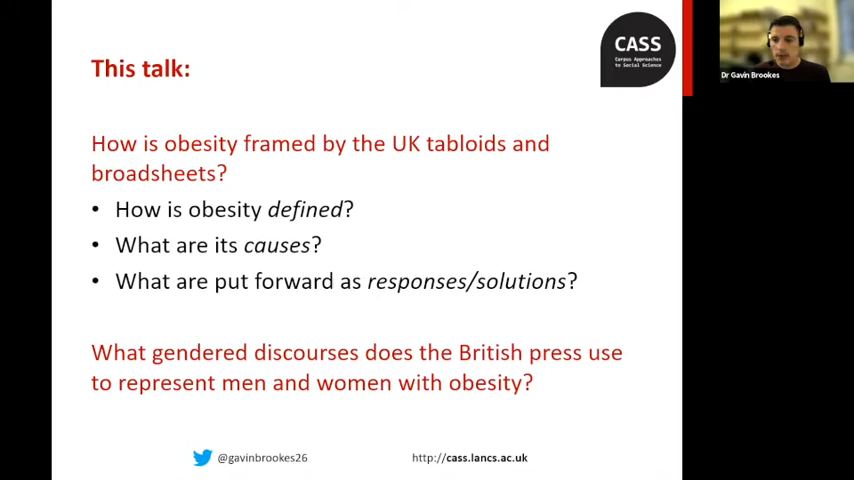 This talk:
CASS
Corpus Approaches
to Social Science
Dr Gavin Brookes
How is obesity framed by the UK tabloids and
broadsheets?
• How is obesity defined?
• What are its causes?
• What are put forward as responses/solutions?
What gendered discourses does the British press use
to represent men and women with obesity?
@gavinbrookes26
http://cass.lancs.ac.uk